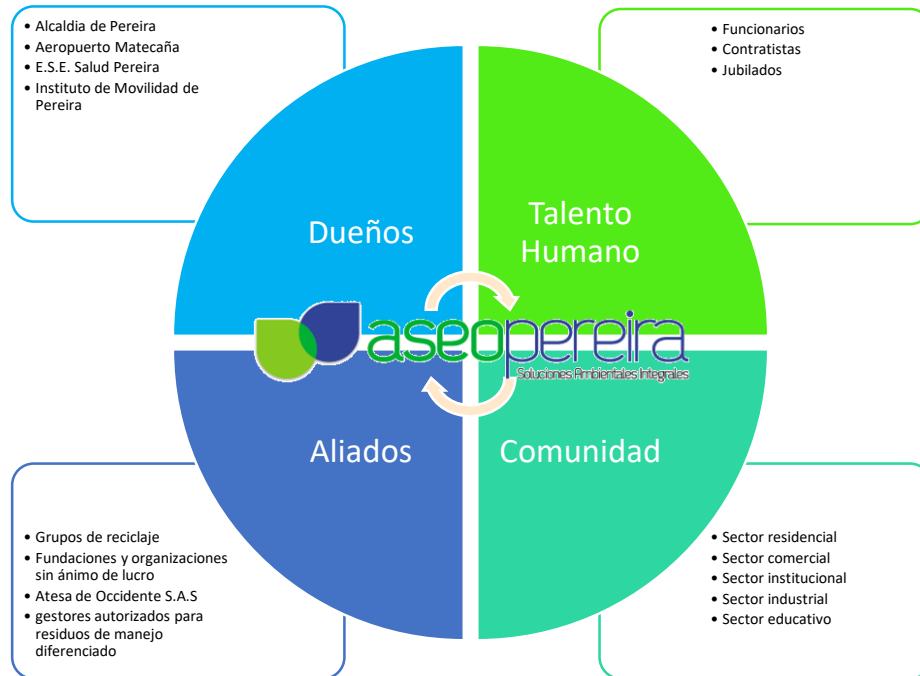 • Alcaldia de Pereira
• Aeropuerto Matecaña
• E.S.E. Salud Pereira
• Instituto de Movilidad de
Pereira
• Funcionarios
• Contratistas
• Jubilados
Dueños
Talento
Humano
aseopereira
Soluciones Ambientales Integrales
Aliados
Comunidad
• Grupos de reciclaje
• Fundaciones y organizaciones
sin ánimo de lucro
• Atesa de Occidente S.A.S
• gestores autorizados para
residuos de manejo
diferenciado
• Sector residencial
• Sector comercial
• Sector institucional
• Sector industrial
• Sector educativo